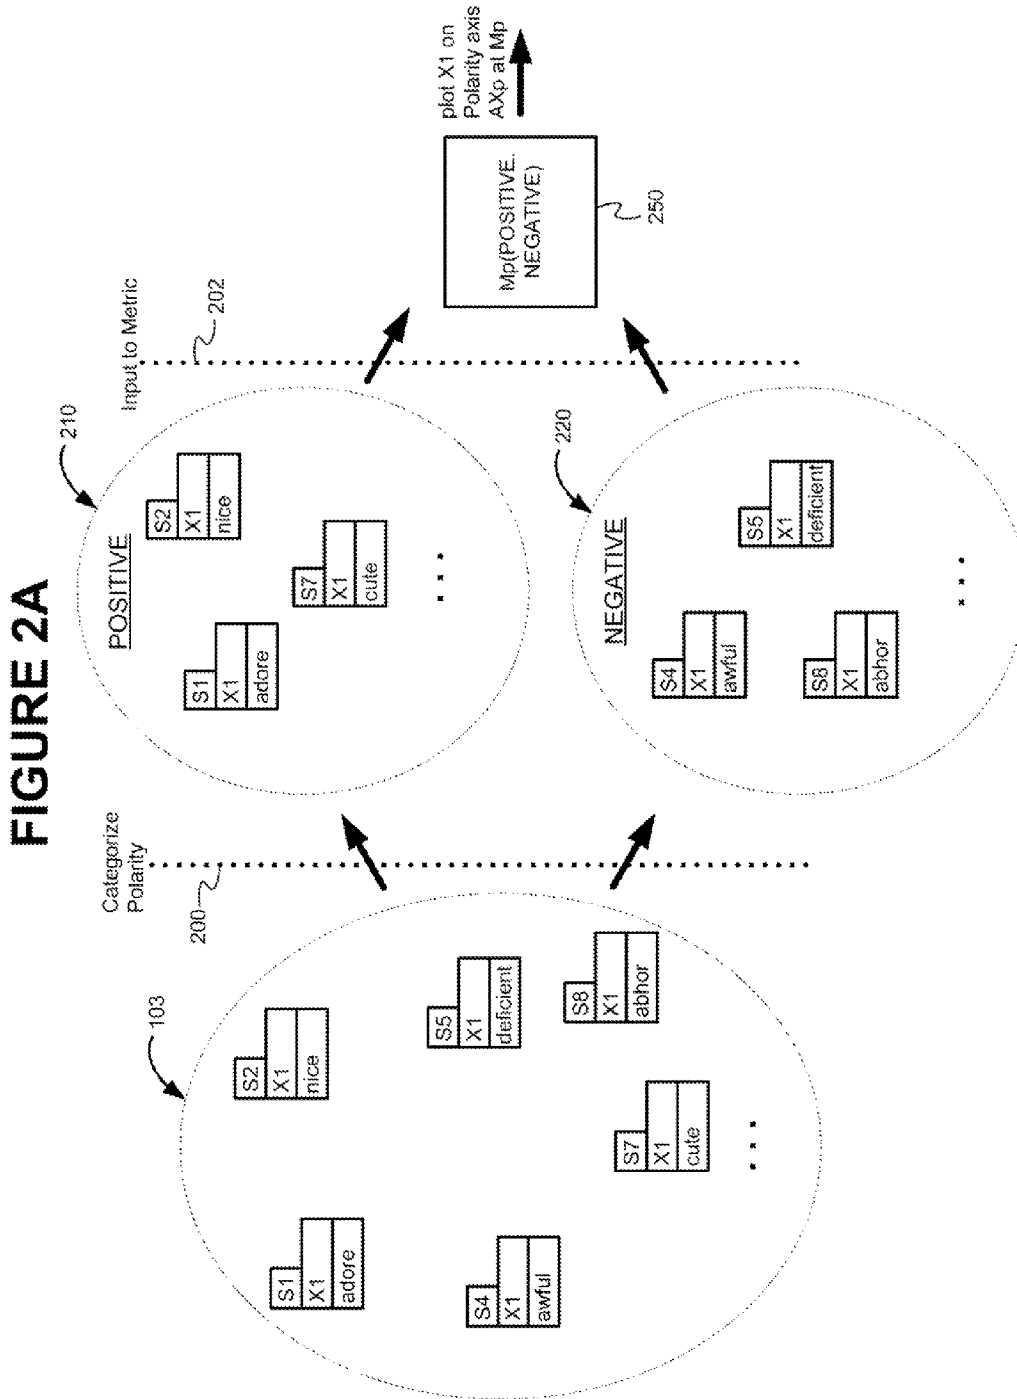 FIGURE 2A
103
S1
X1
adore
S2
X1
nice
S4
X1
awful
S5
X1
deficient
S7
X1
cute
S8
X1
abhor
...
Categorize
Polarity
200
210
POSITIVE
S1
X1
adore
S2
X1
nice
S7
X1
cute
...
220
NEGATIVE
S4
X1
awful
S5
X1
deficient
S8
X1
abhor
...
Input to Metric
202
Mp(POSITIVE.
NEGATIVE)
250
plot X1 on
Polarity axis
AXp at Mp